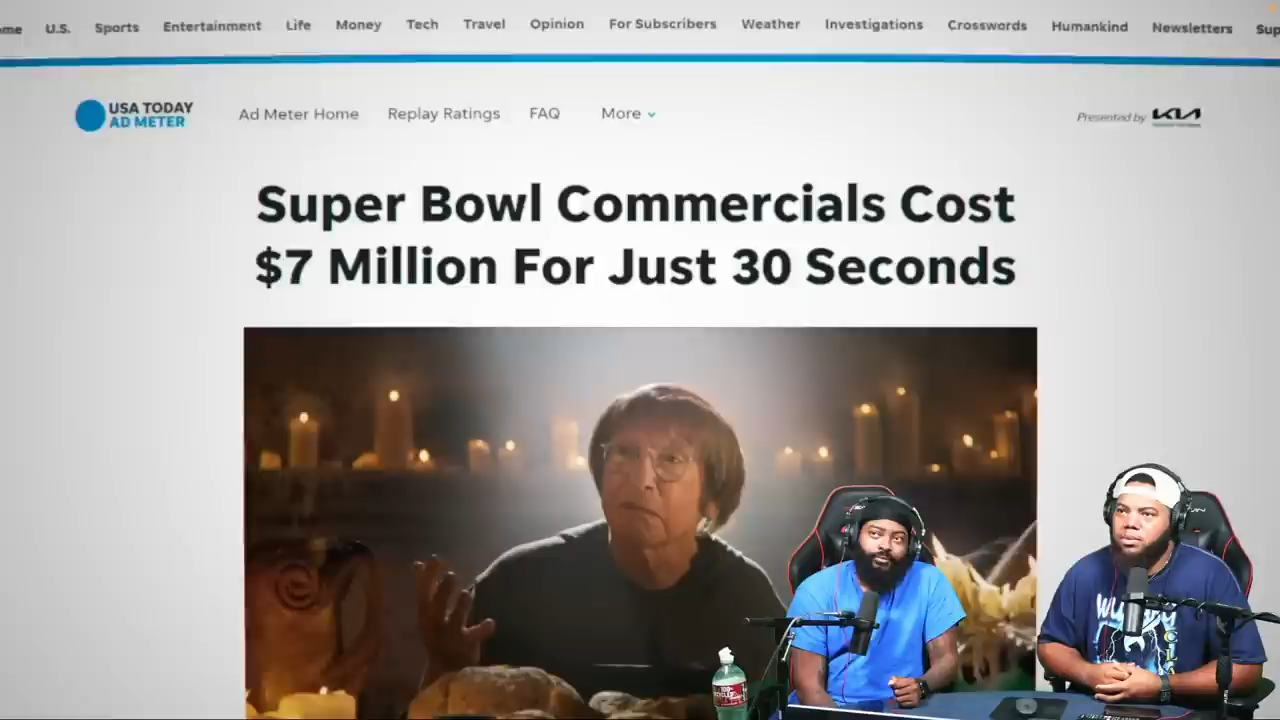 ome U.S. Sports Entertainment Life Money Tech Travel Opinion For Subscribers Weather Investigations Crosswords Humankind Newsletters Sup
USA TODAY
AD METER
Ad Meter Home Replay Ratings FAQ More
Presented by KIA
Super Bowl Commercials Cost
$7 Million For Just 30 Seconds